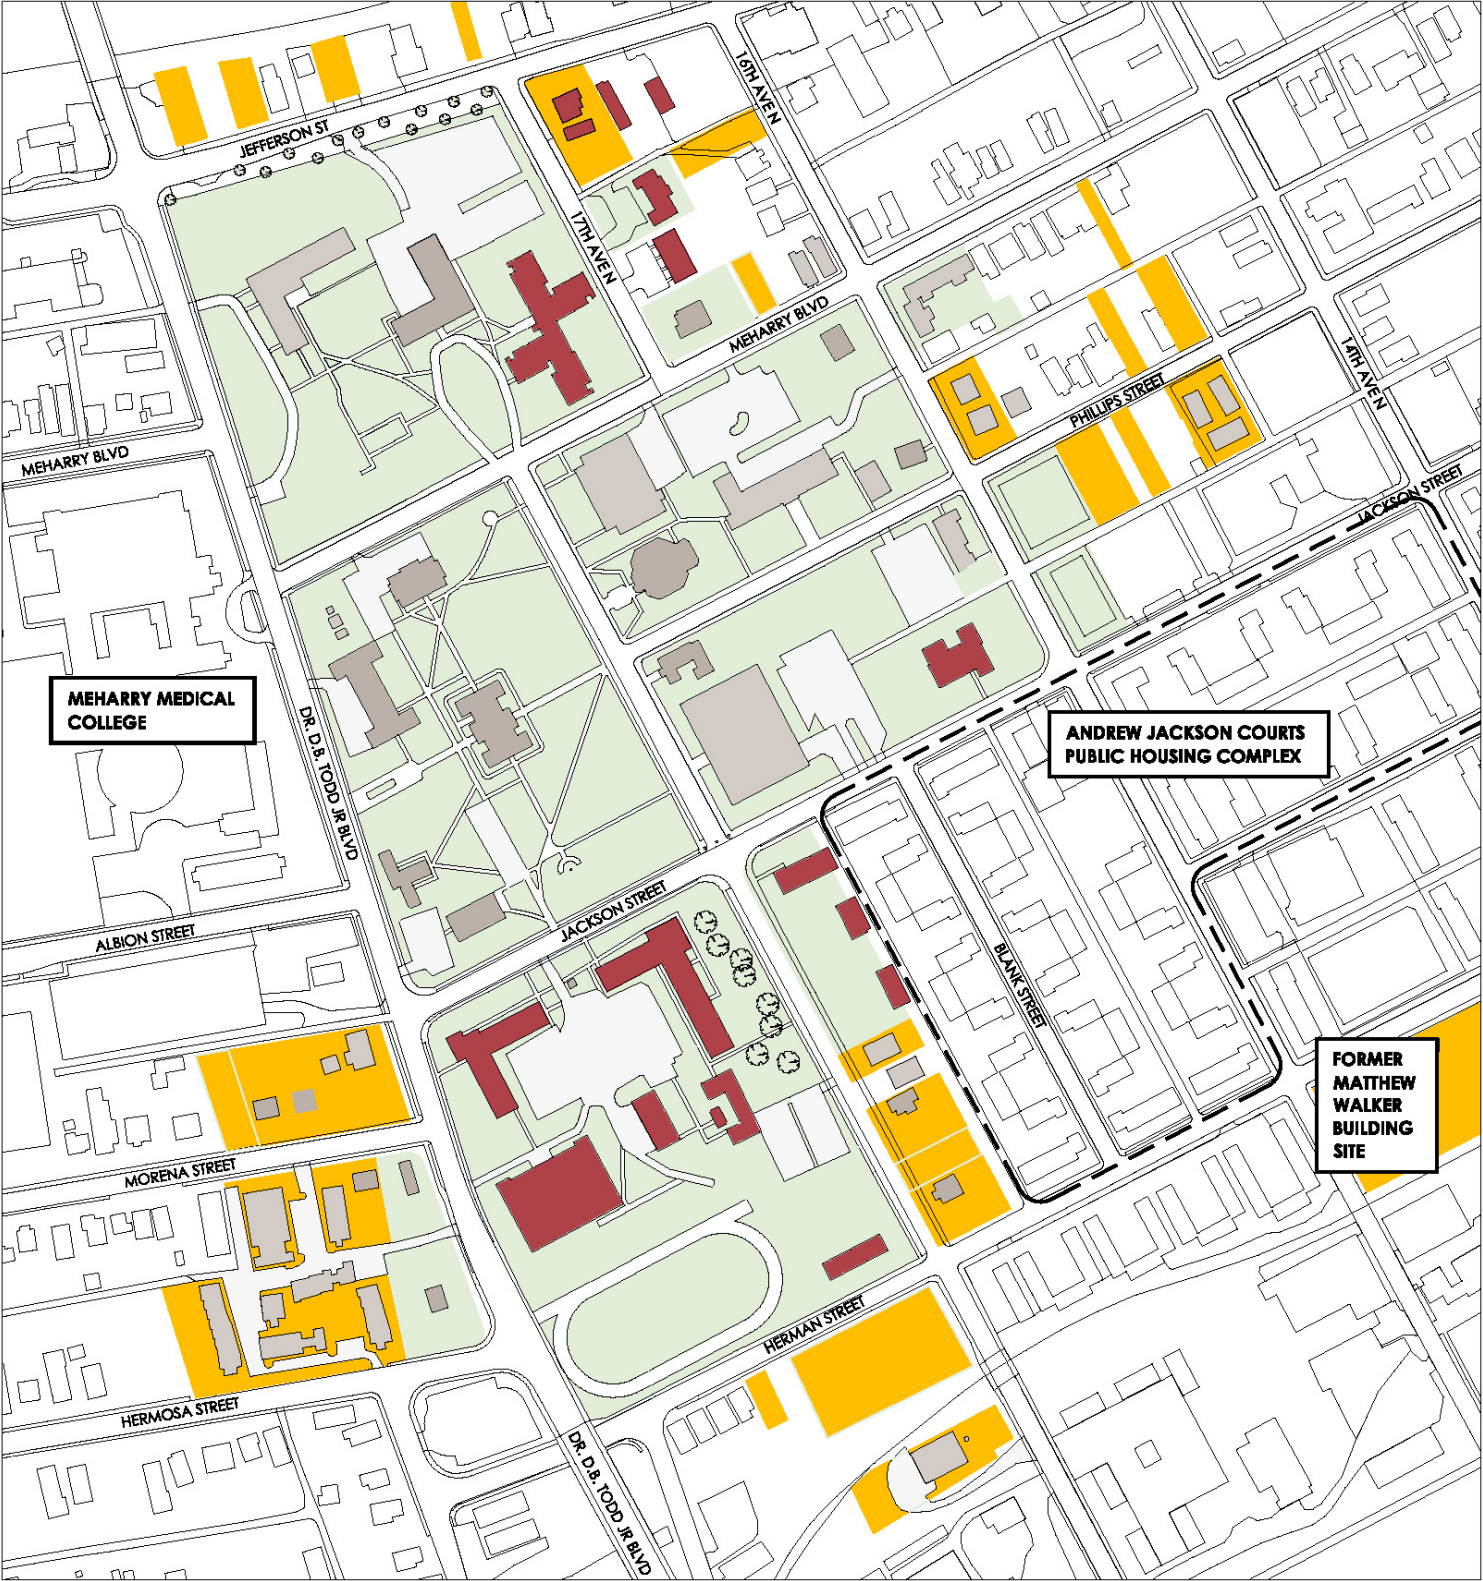 16TH AVE N
JEFFERSON ST
17TH AVE N
MEHARRY BLVD
14TH AVE N
PHILLIPS STREET
MEHARRY BLVD
JACKSON STREET
MEHARRY MEDICAL
COLLEGE
DR. D.B. TODD JR BLVD
ANDREW JACKSON COURTS
PUBLIC HOUSING COMPLEX
JACKSON STREET
ALBION STREET
BLANK STREET
FORMER
MATTHEW
WALKER
BUILDING
SITE
MORENA STREET
HERMAN STREET
HERMOSA STREET
DR. D.B. TODD JR BLVD